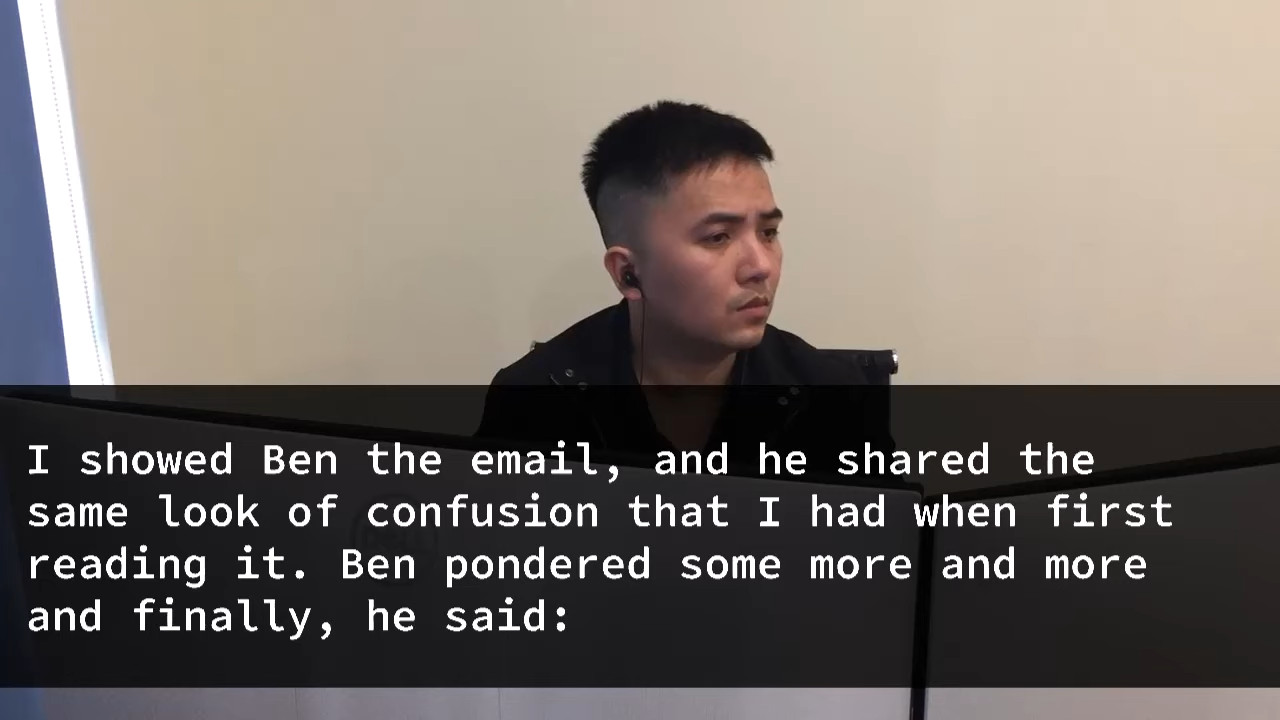 I showed Ben the email, and he shared the
same look of confusion that I had when first
reading it. Ben pondered some more and more
and finally, he said: